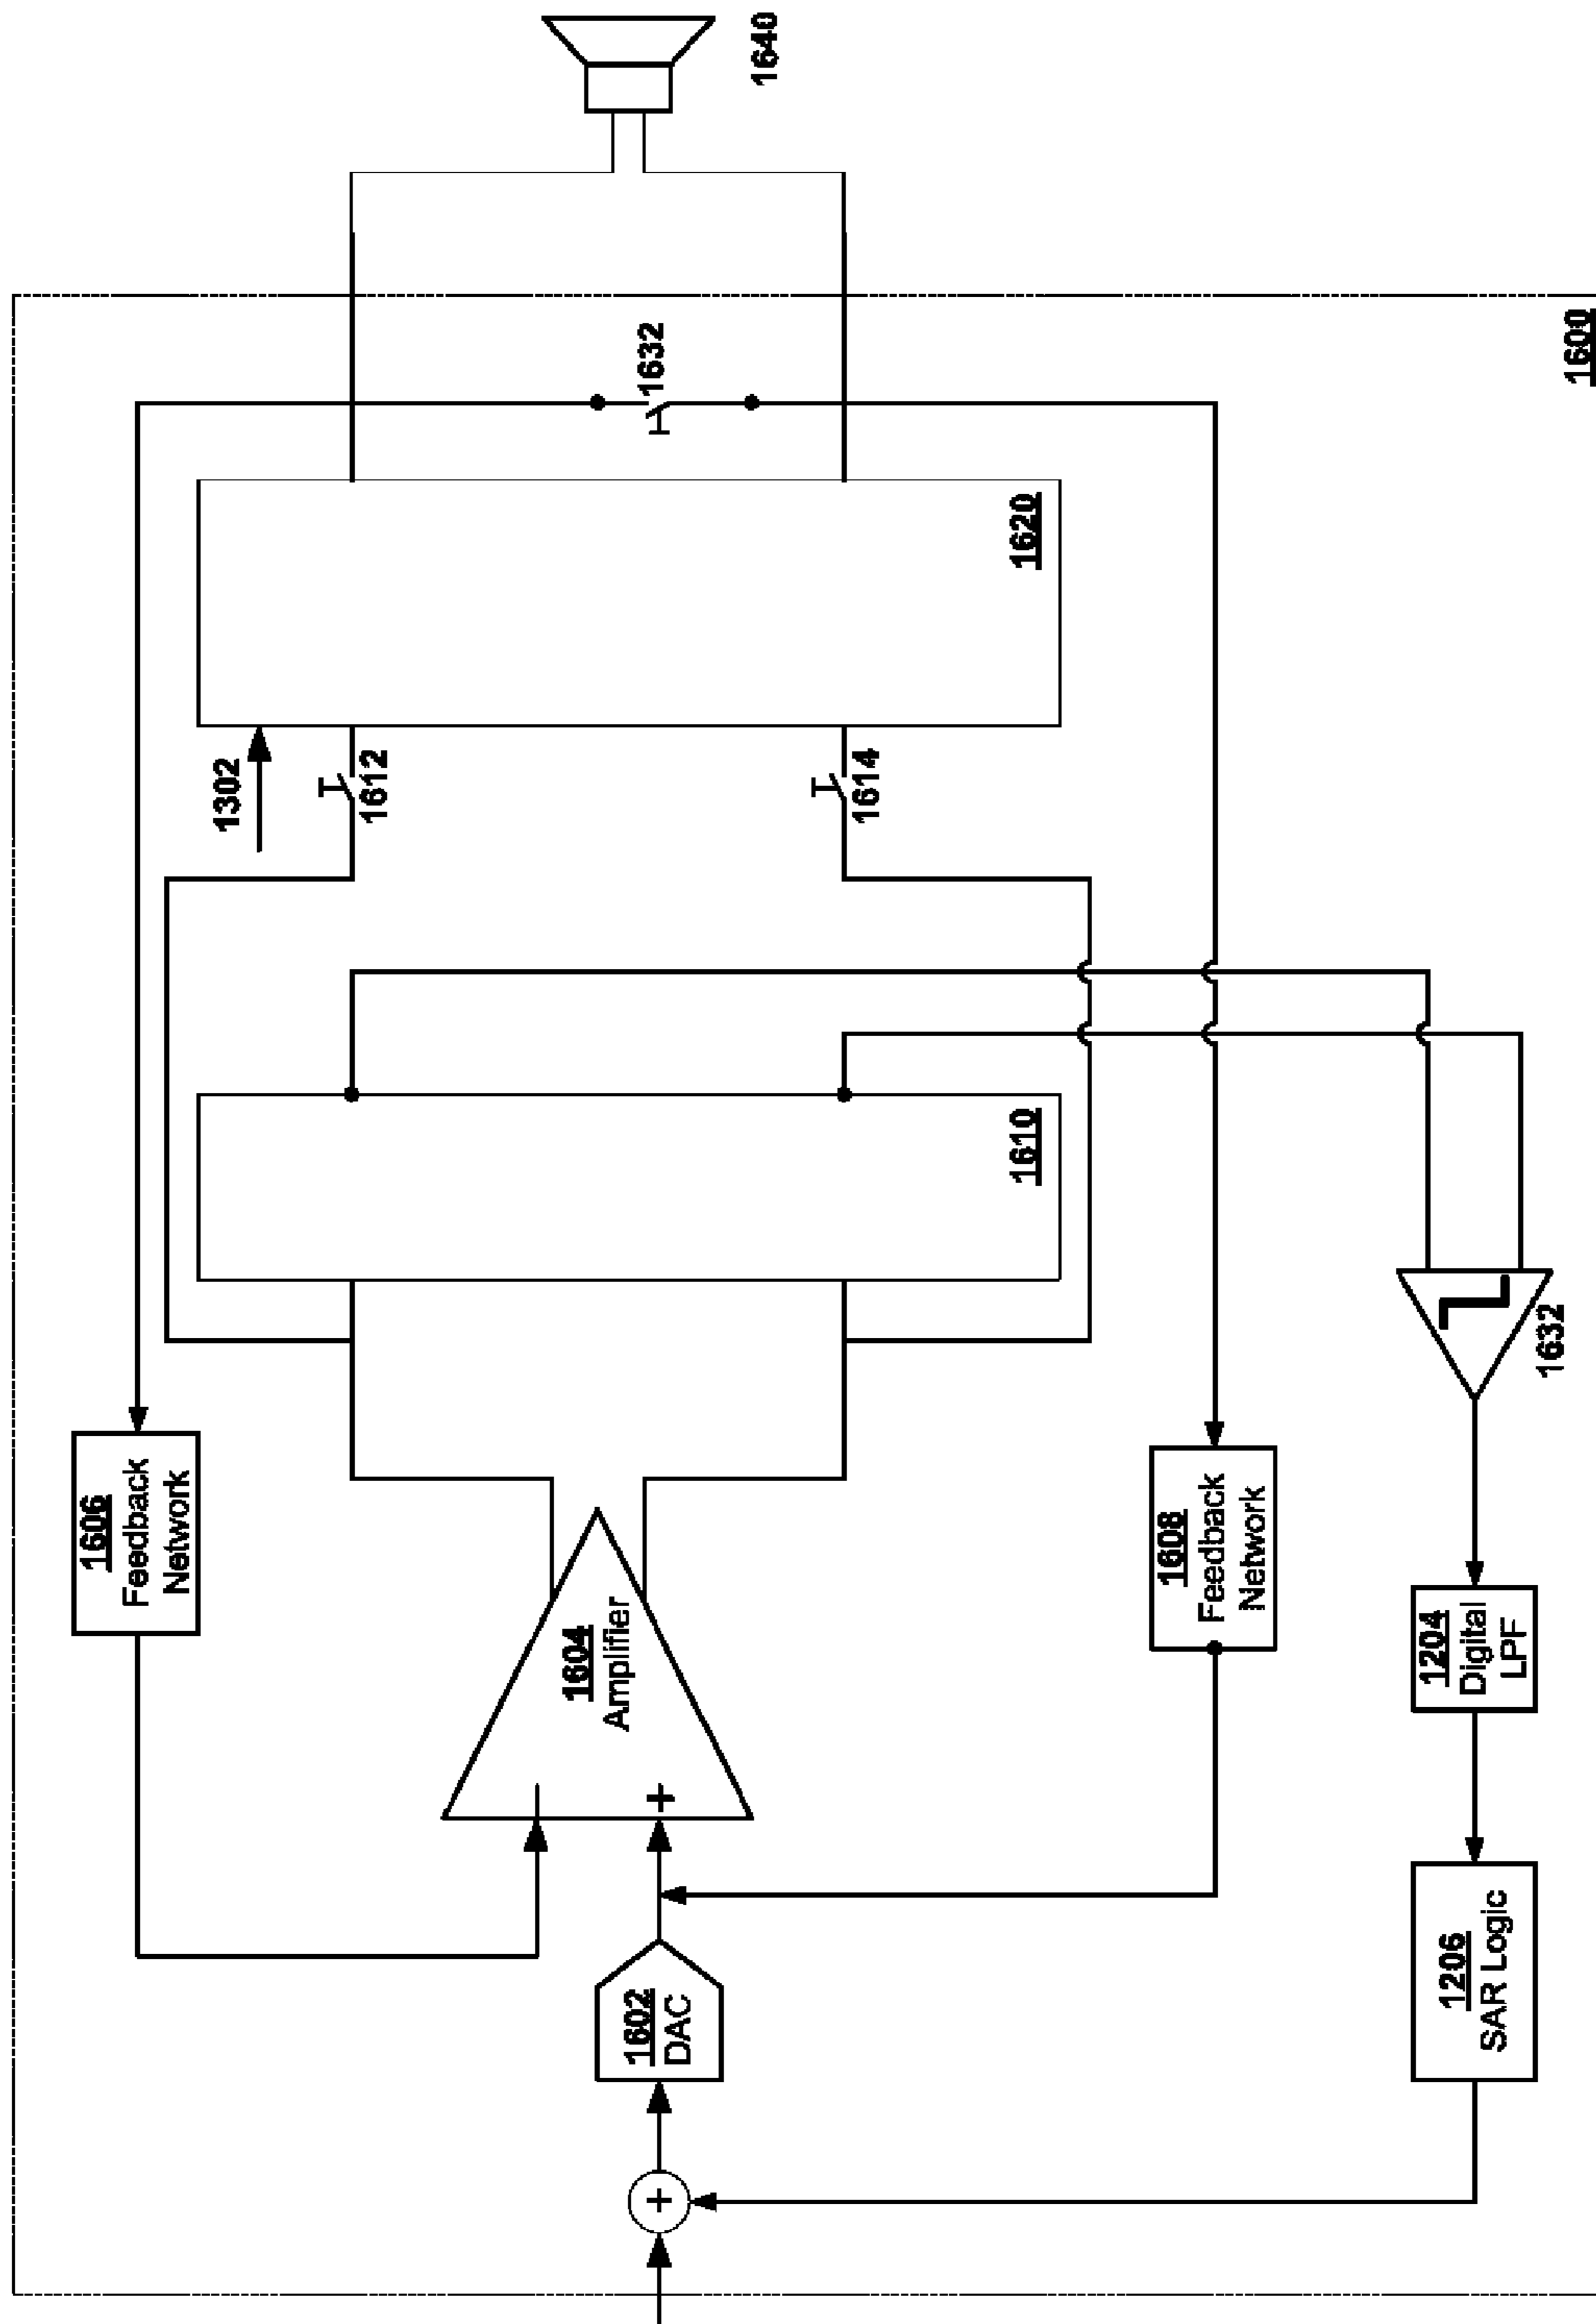 1640
1632
1600
1620
1302
1612
1614
1610
1606
Feedback
Network
1604
Amplifier
−
+
1608
Feedback
Network
1632
1204
Digital
LPF
1602
DAC
1206
SAR Logic
+